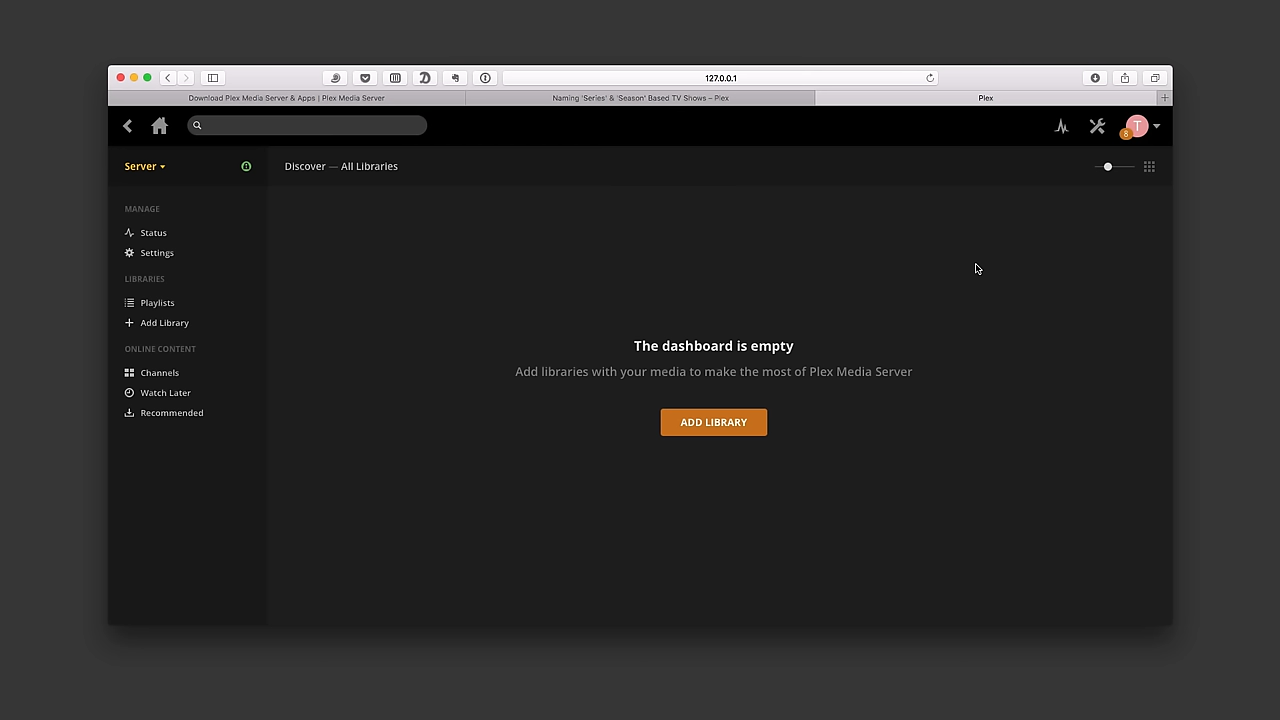 127.0.0.1
Download Plex Media Server & Apps | Plex Media Server
Naming 'Series' & 'Season' Based TV Shows – Plex
Plex
T
8
Server
Discover — All Libraries
MANAGE
Status
Settings
LIBRARIES
Playlists
Add Library
ONLINE CONTENT
Channels
Watch Later
Recommended
The dashboard is empty
Add libraries with your media to make the most of Plex Media Server
ADD LIBRARY